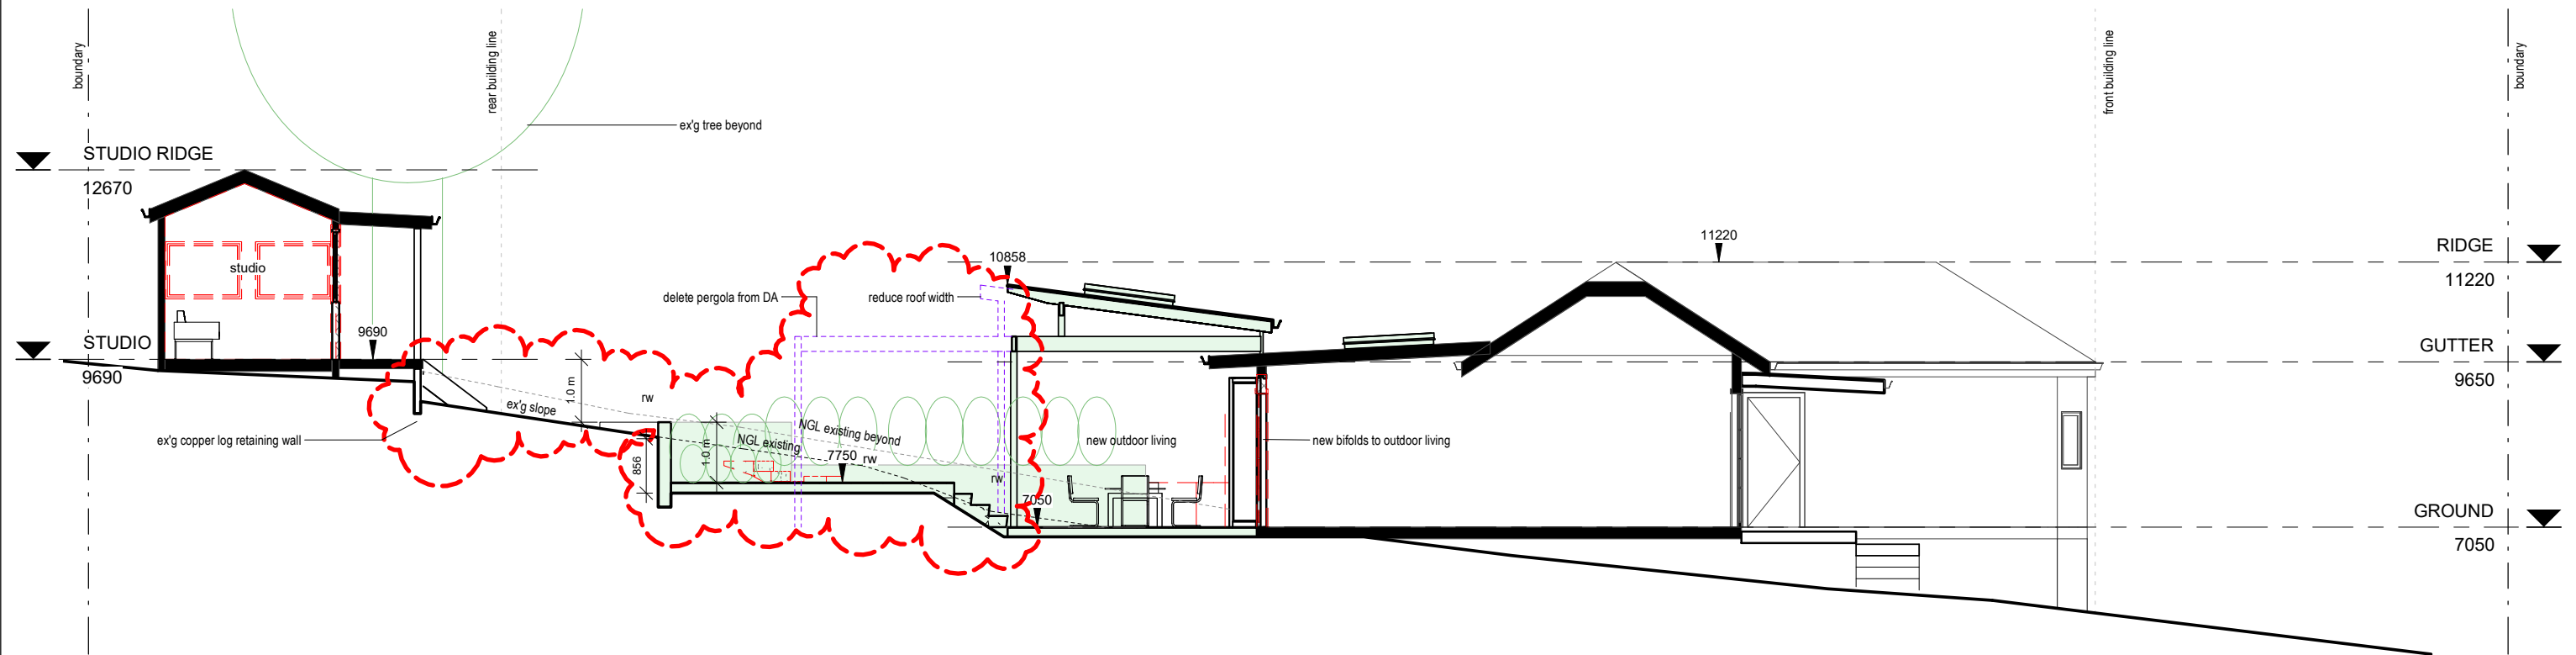 boundary
rear building line
front building line
boundary
ex'g tree beyond
STUDIO RIDGE
12670
11220
RIDGE
11220
10858
studio
delete pergola from DA
reduce roof width
9690
STUDIO
9690
GUTTER
9650
1.0 m
rw
ex'g slope
ex'g copper log retaining wall
NGL existing
NGL existing beyond
new outdoor living
new bifolds to outdoor living
1.0 m
856
7750
rw
rw
7050
GROUND
7050